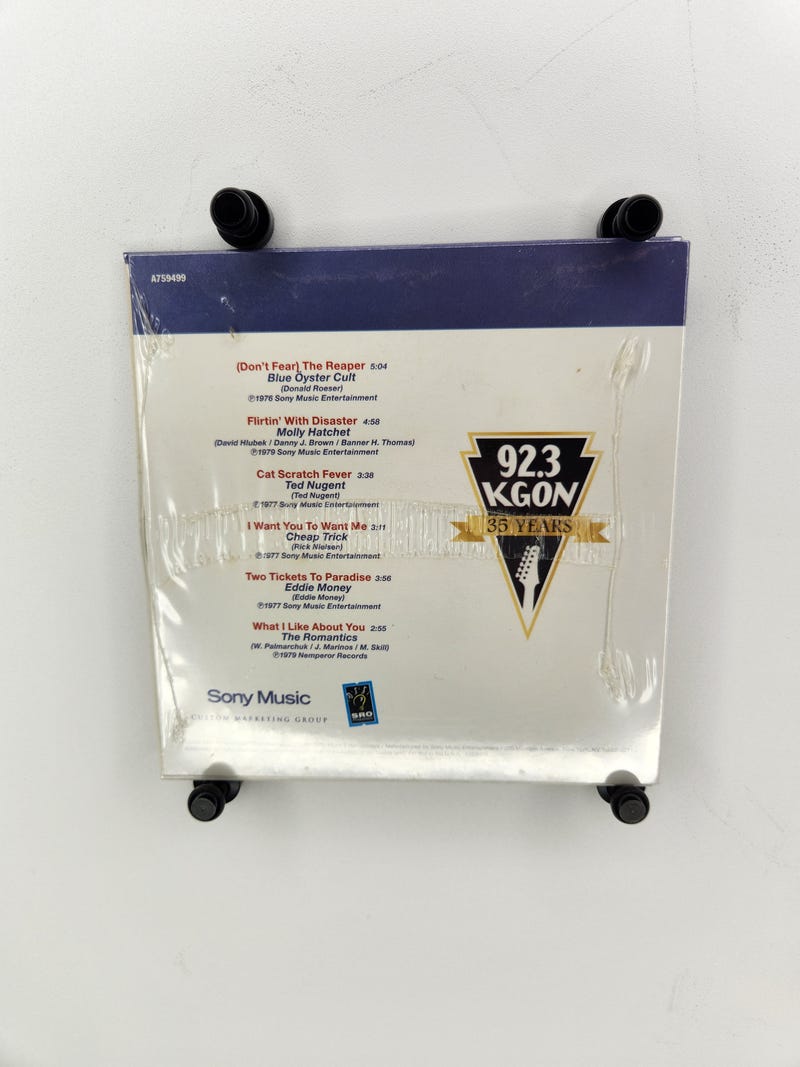 A759499
(Don't Fear) The Reaper 5:04
Blue Öyster Cult
(Donald Roeser)
℗1976 Sony Music Entertainment
Flirtin' With Disaster 4:58
Molly Hatchet
(David Hlubek / Danny J. Brown / Banner H. Thomas)
℗1979 Sony Music Entertainment
Cat Scratch Fever 3:38
Ted Nugent
(Ted Nugent)
℗1977 Sony Music Entertainment
I Want You To Want Me 3:11
Cheap Trick
(Rick Nielsen)
℗1977 Sony Music Entertainment
Two Tickets To Paradise 3:56
Eddie Money
(Eddie Money)
℗1977 Sony Music Entertainment
What I Like About You 2:55
The Romantics
(W. Palmarchuk / J. Marinos / M. Skill)
℗1979 Nemperor Records
92.3
KGON
35 YEARS
Sony Music
CUSTOM MARKETING GROUP
SRO